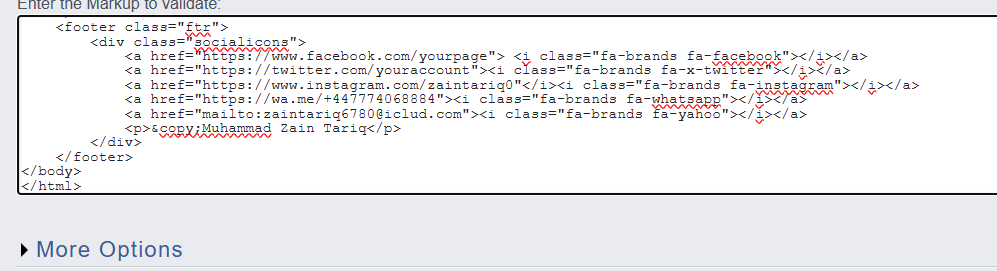 Enter the Markup to validate:
<footer class="ftr">
<div class="socialicons">
<a href="https://www.facebook.com/yourpage"> <i class="fa-brands fa-facebook"></i></a>
<a href="https://twitter.com/youraccount"><i class="fa-brands fa-x-twitter"></i></a>
<a href="https://www.instagram.com/zaintariq0"</i><i class="fa-brands fa-instagram"></i></a>
<a href="https://wa.me/+447774068884"><i class="fa-brands fa-whatsapp"></i></a>
<a href="mailto:zaintariq6780@iclud.com"><i class="fa-brands fa-yahoo"></i></a>
<p>&copy;Muhammad Zain Tariq</p>
</div>
</footer>
</body>
</html>
More Options